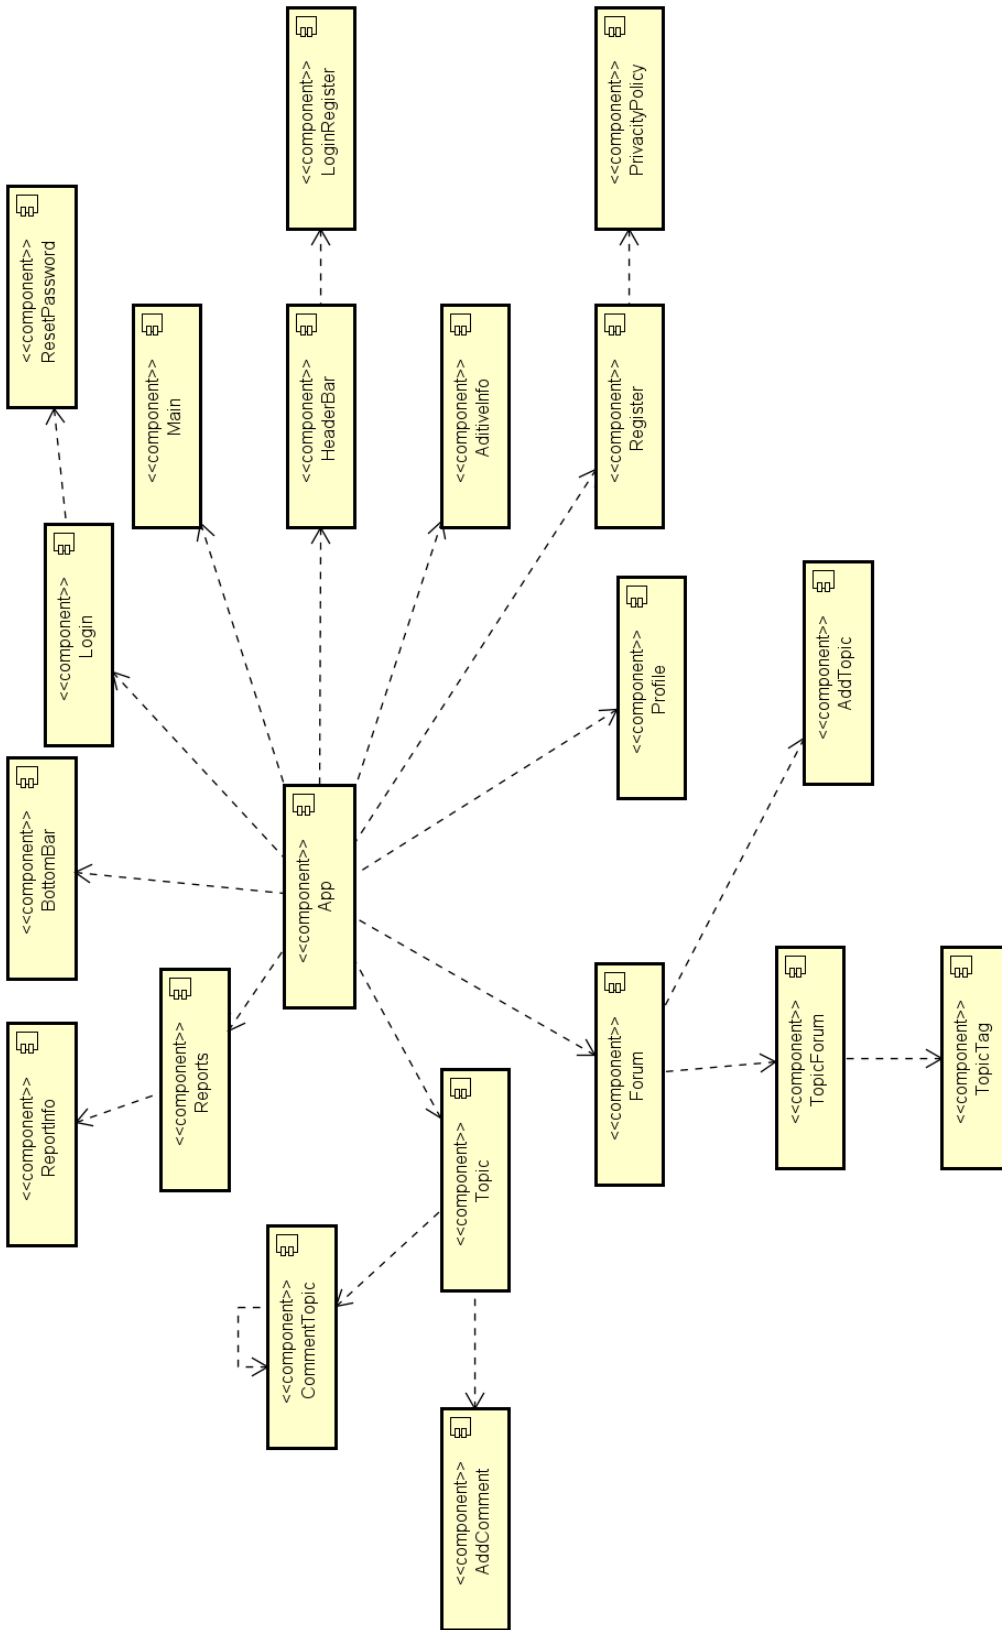 <<component>>
ReportInfo
<<component>>
BottomBar
<<component>>
ResetPassword
<<component>>
Login
<<component>>
Reports
<<component>>
Main
<<component>>
CommentTopic
<<component>>
App
<<component>>
HeaderBar
<<component>>
LoginRegister
<<component>>
AddComment
<<component>>
Topic
<<component>>
AditiveInfo
<<component>>
Forum
<<component>>
Profile
<<component>>
Register
<<component>>
PrivacityPolicy
<<component>>
TopicForum
<<component>>
AddTopic
<<component>>
TopicTag